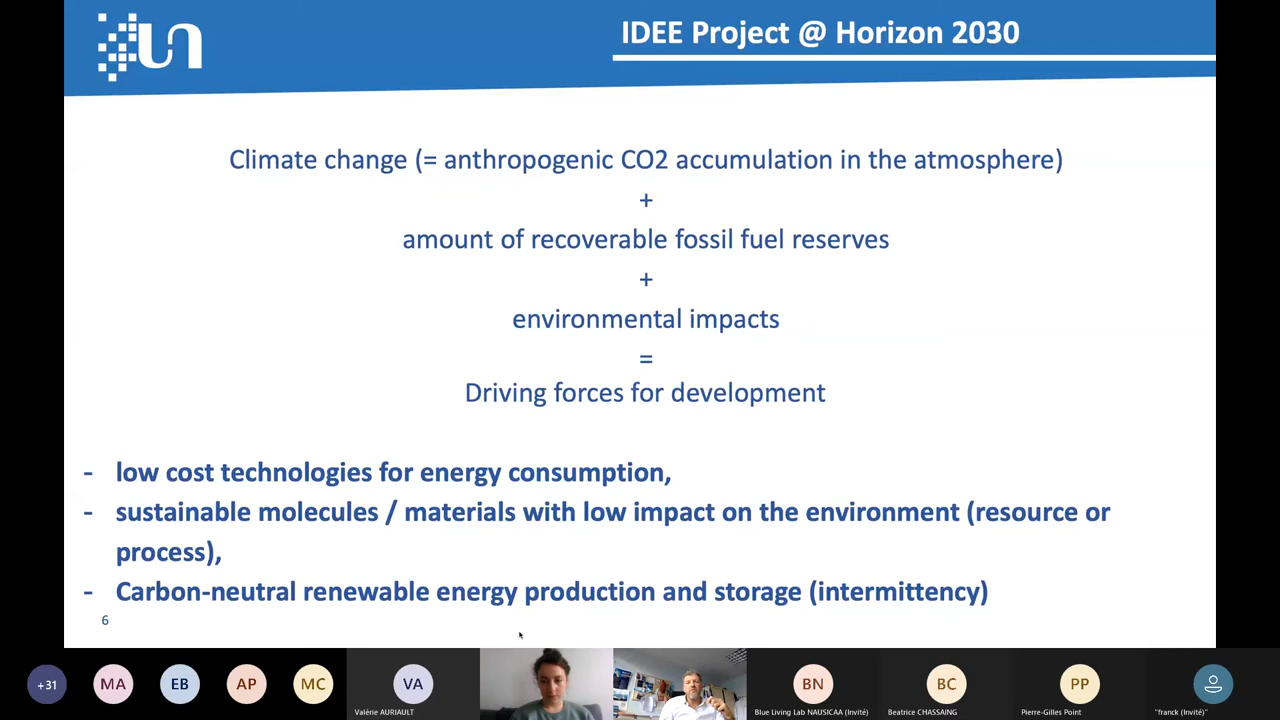 un
IDEE Project @ Horizon 2030
Climate change (= anthropogenic CO2 accumulation in the atmosphere)
+
amount of recoverable fossil fuel reserves
+
environmental impacts
=
Driving forces for development
- low cost technologies for energy consumption,
- sustainable molecules / materials with low impact on the environment (resource or
process),
- Carbon-neutral renewable energy production and storage (intermittency)
6
+31
MA
EB
AP
MC
VA
BN
BC
PP
Valérie AURIAULT
Blue Living Lab NAUSICAA (Invité)
Beatrice CHASSAING
Pierre-Gilles Point
"franck (Invité)"